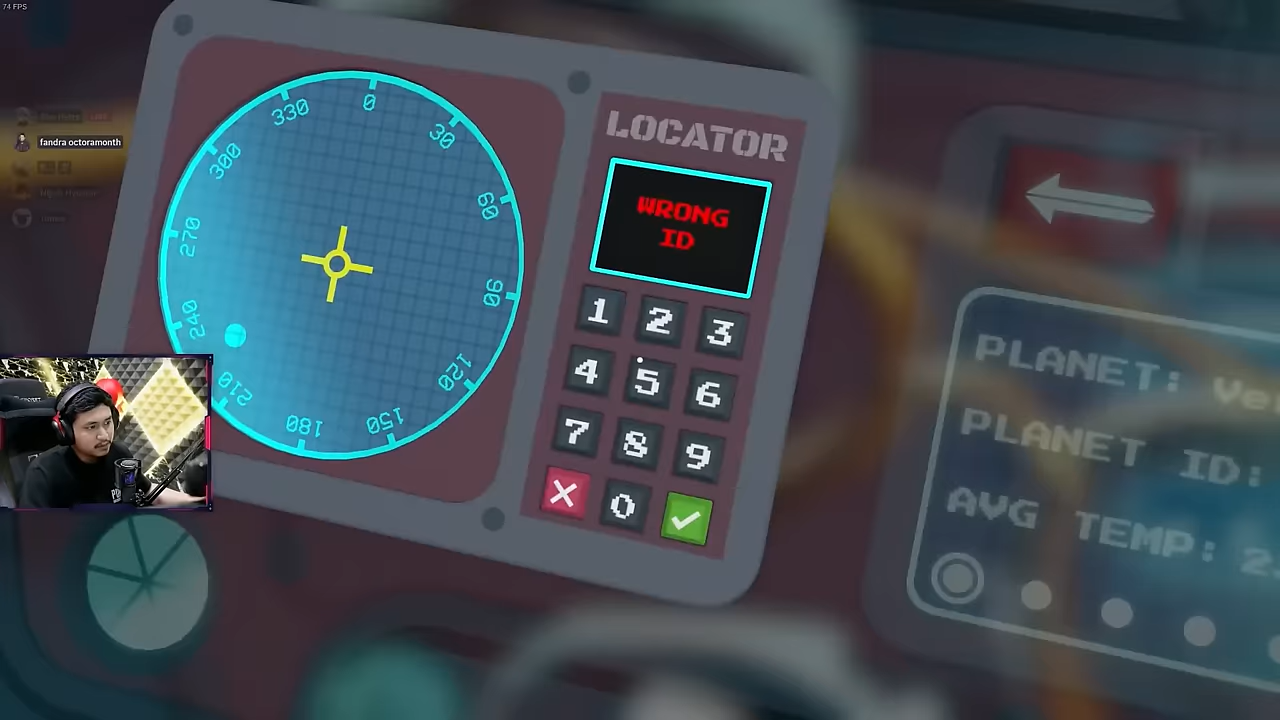 74 FPS
fandra octoramonth
0
30
60
90
120
150
180
210
240
270
300
330
LOCATOR
WRONG
ID
1 2 3
4 5 6
7 8 9
0
PLANET:
PLANET ID:
AVG TEMP: